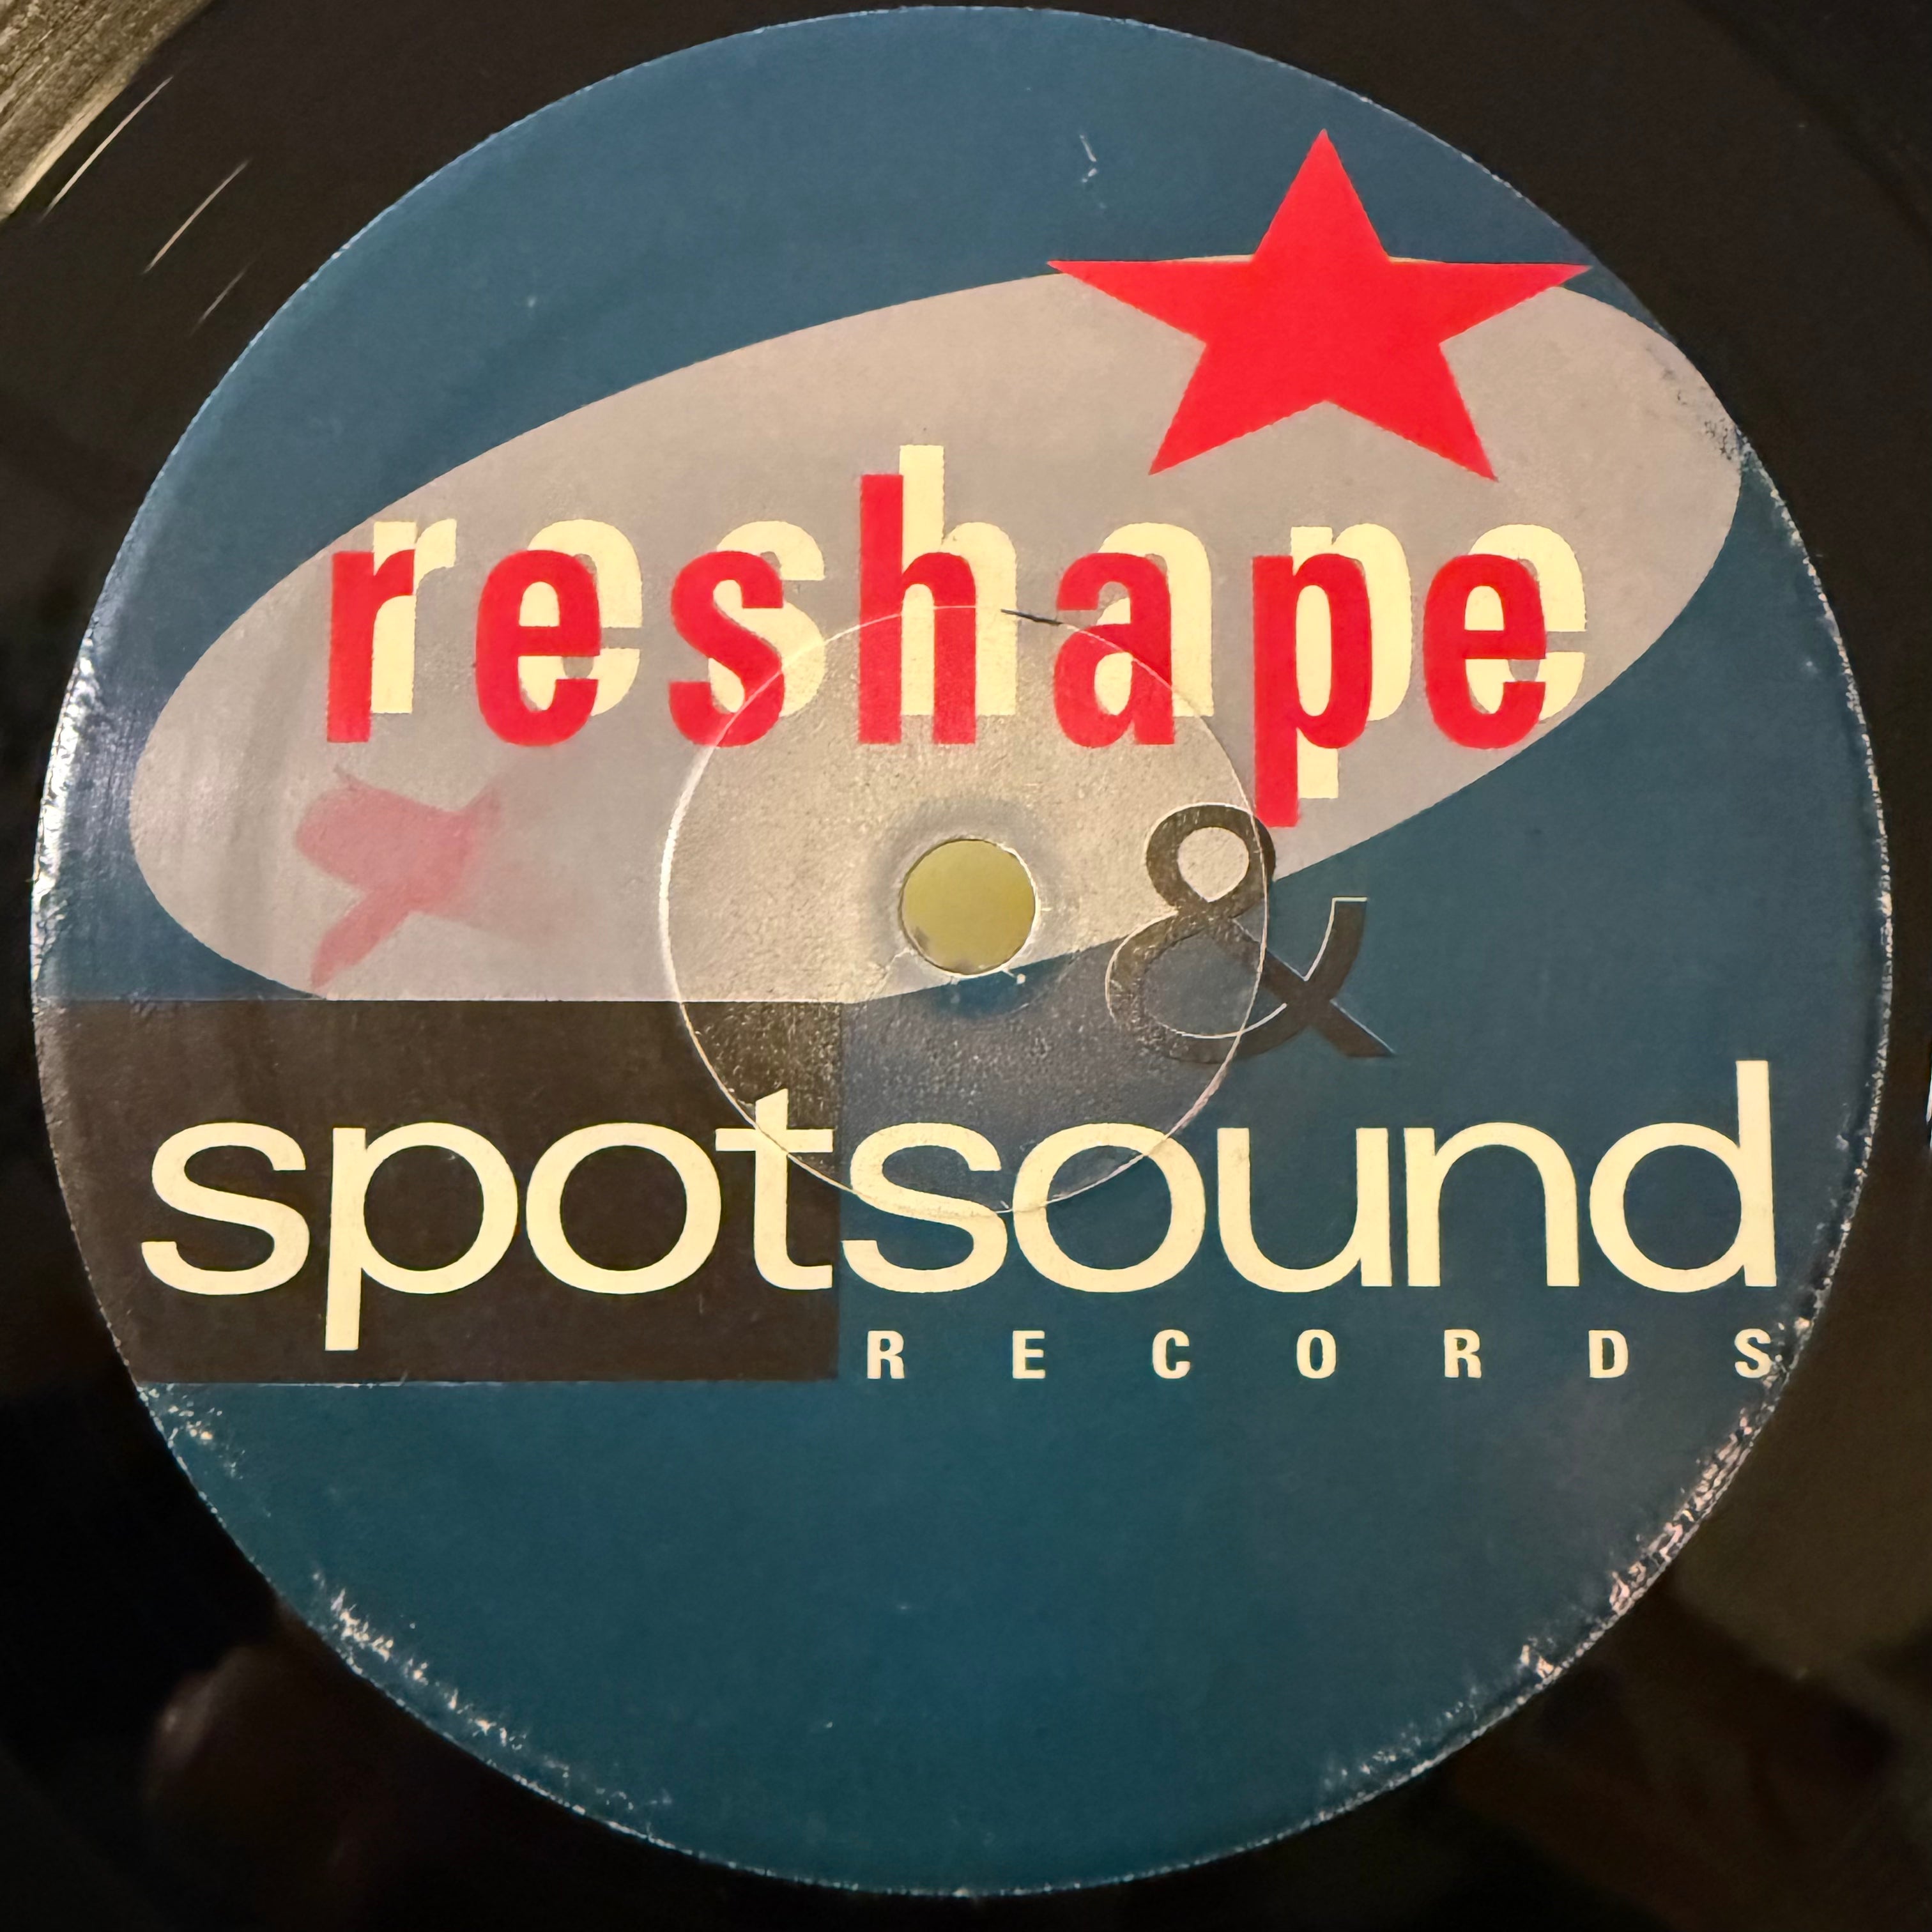 reshape
&
spotsound
RECORDS